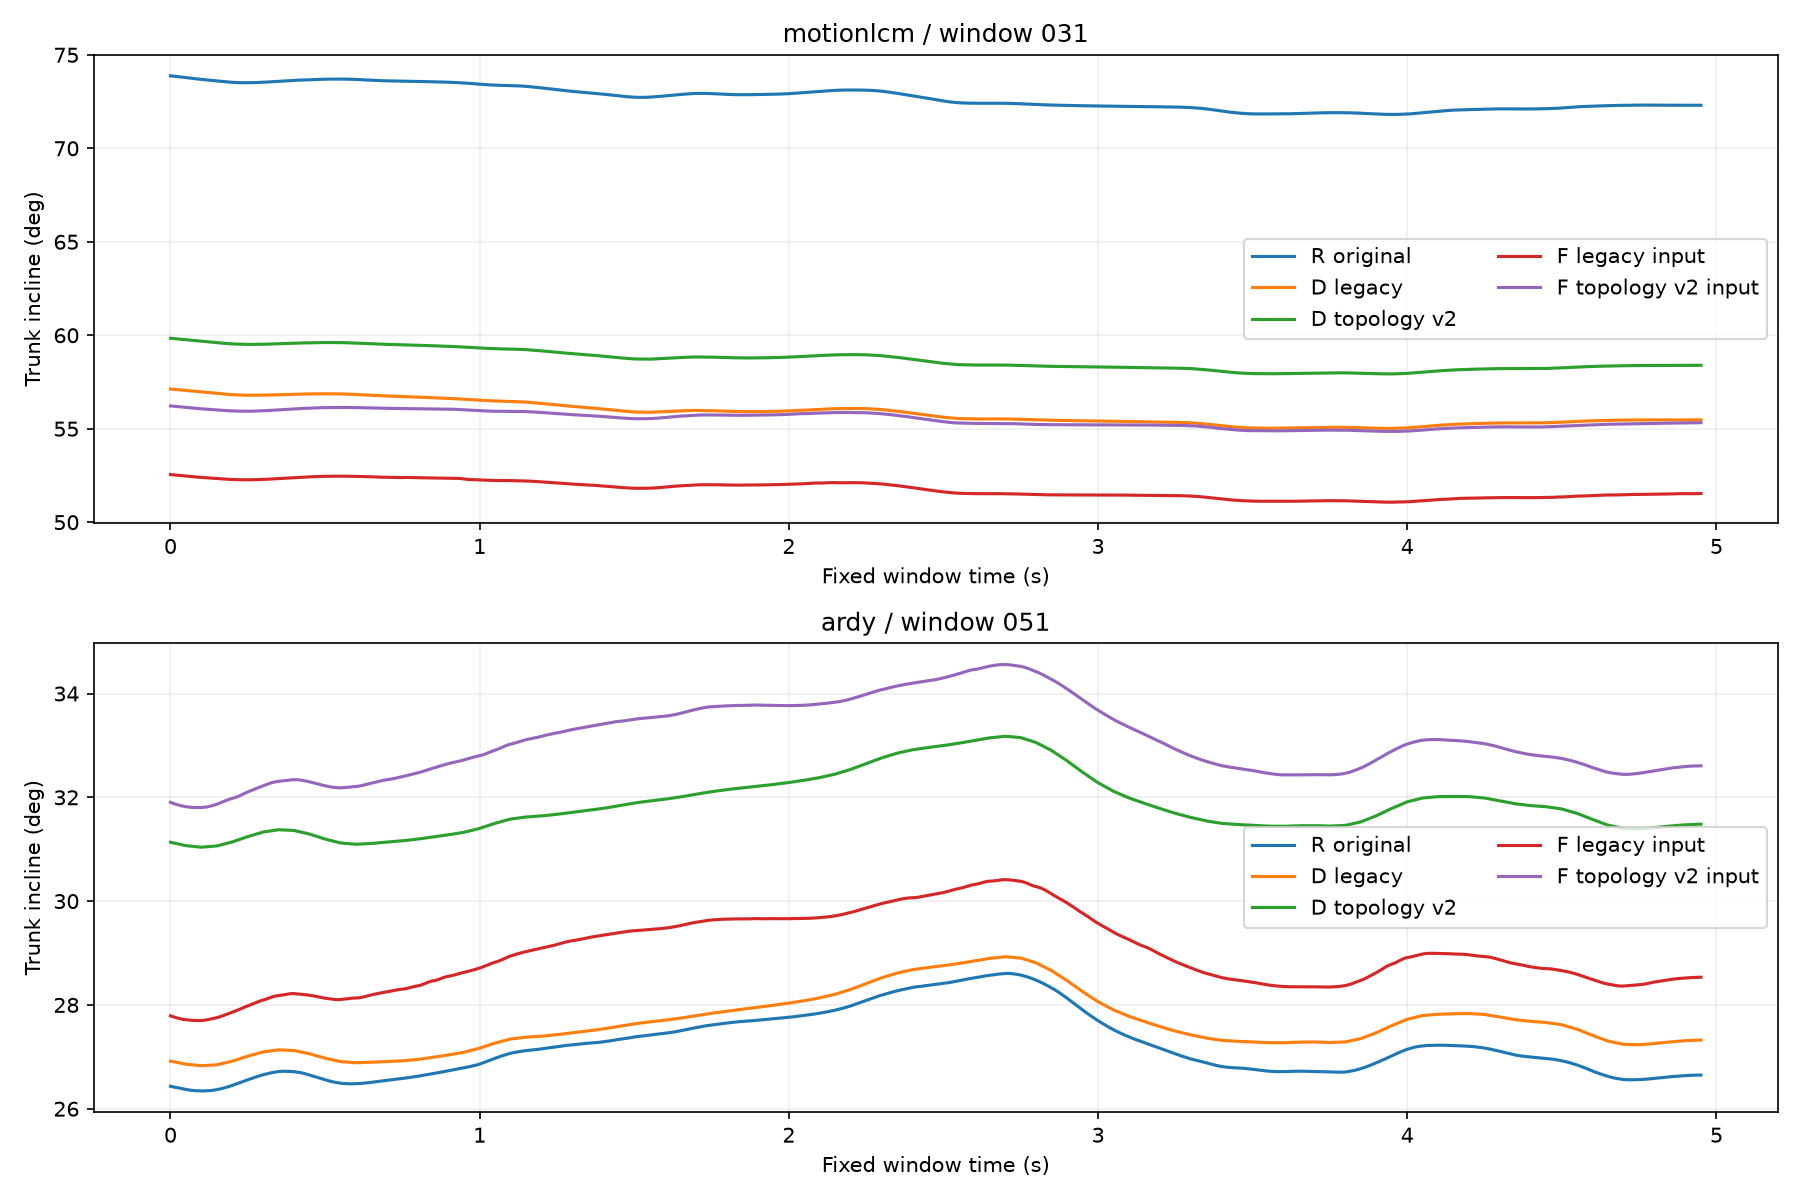 motionlcm / window 031
Trunk incline (deg)
75
70
65
60
55
50
R original
D legacy
D topology v2
F legacy input
F topology v2 input
0 1 2 3 4 5
Fixed window time (s)
ardy / window 051
Trunk incline (deg)
34
32
30
28
26
R original
D legacy
D topology v2
F legacy input
F topology v2 input
0 1 2 3 4 5
Fixed window time (s)